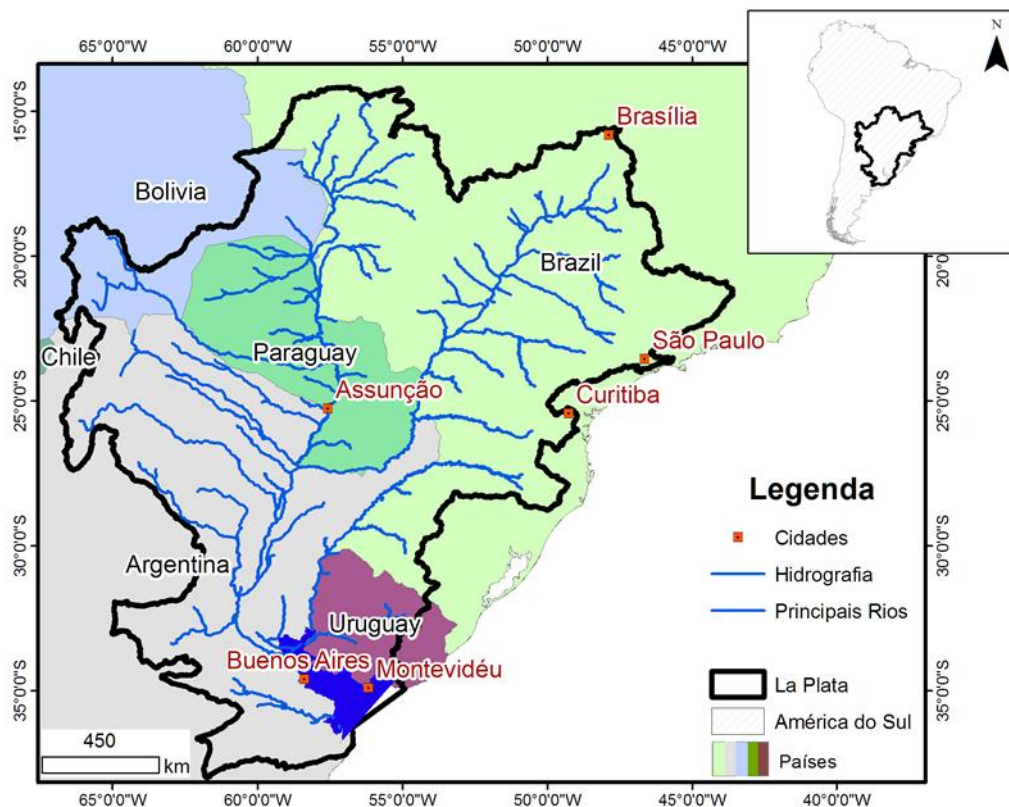 65°0'0"W 60°0'0"W 55°0'0"W 50°0'0"W 45°0'0"W
N
15°0'0"S
Brasília
Bolivia
20°0'0"S
Brazil
20°0'0"S
São Paulo
Chile
Paraguay
Assunção
Curitiba
25°0'0"S
25°0'0"S
Legenda
Cidades
30°0'0"S
Argentina
Hidrografia
30°0'0"S
Principais Rios
Uruguay
Buenos Aires
Montevidéu
La Plata
35°0'0"S
35°0'0"S
América do Sul
450
Países
km
65°0'0"W 60°0'0"W 55°0'0"W 50°0'0"W 45°0'0"W 40°0'0"W